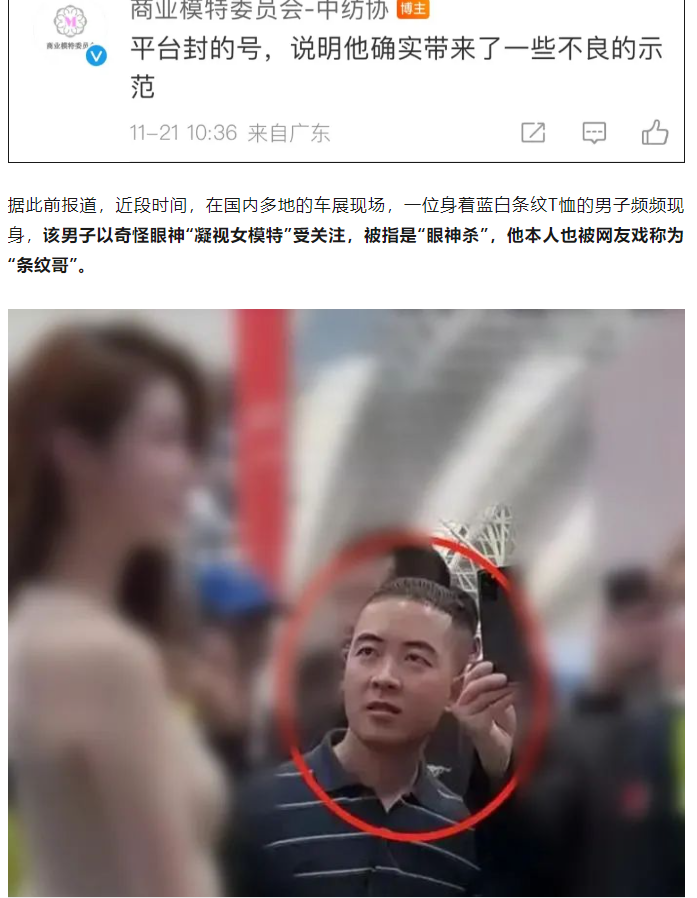 商业模特委员会-中纺协 博主
平台封的号，说明他确实带来了一些不良的示
范
11-21 10:36 来自广东
据此前报道，近段时间，在国内多地的车展现场，一位身着蓝白条纹T恤的男子频频现
身，该男子以奇怪眼神“凝视女模特”受关注，被指是“眼神杀”，他本人也被网友戏称为
“条纹哥”。